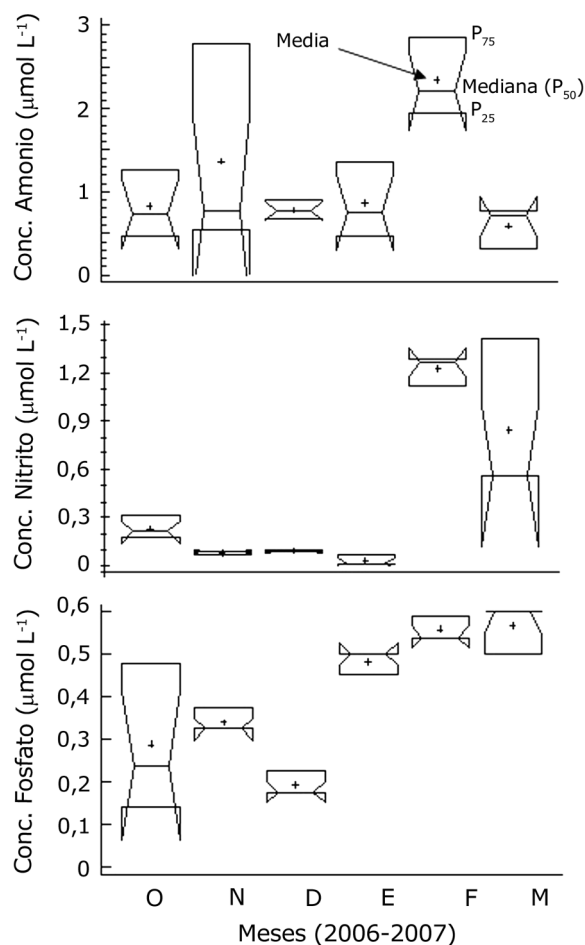 Conc. Amonio (μmol L⁻¹)
3
2
1
0
Media
P₇₅
Mediana (P₅₀)
P₂₅
Conc. Nitrito (μmol L⁻¹)
1,5
1,2
0,9
0,6
0,3
0
Conc. Fosfato (μmol L⁻¹)
0,6
0,5
0,4
0,3
0,2
0,1
0
O N D E F M
Meses (2006-2007)